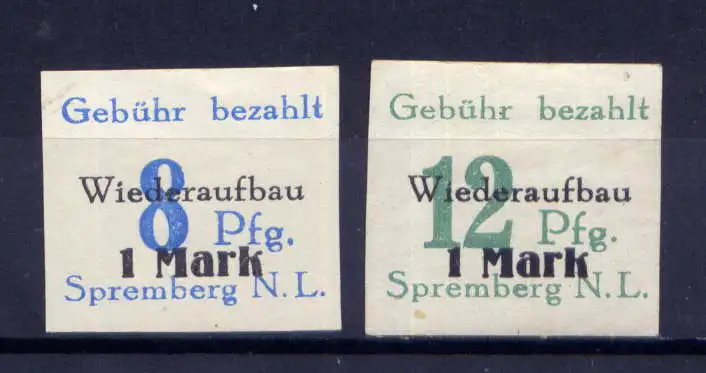 Gebühr bezahlt
8
Wiederaufbau
Pfg.
1 Mark
Spremberg N.L.
Gebühr bezahlt
12
Wiederaufbau
Pfg.
1 Mark
Spremberg N.L.